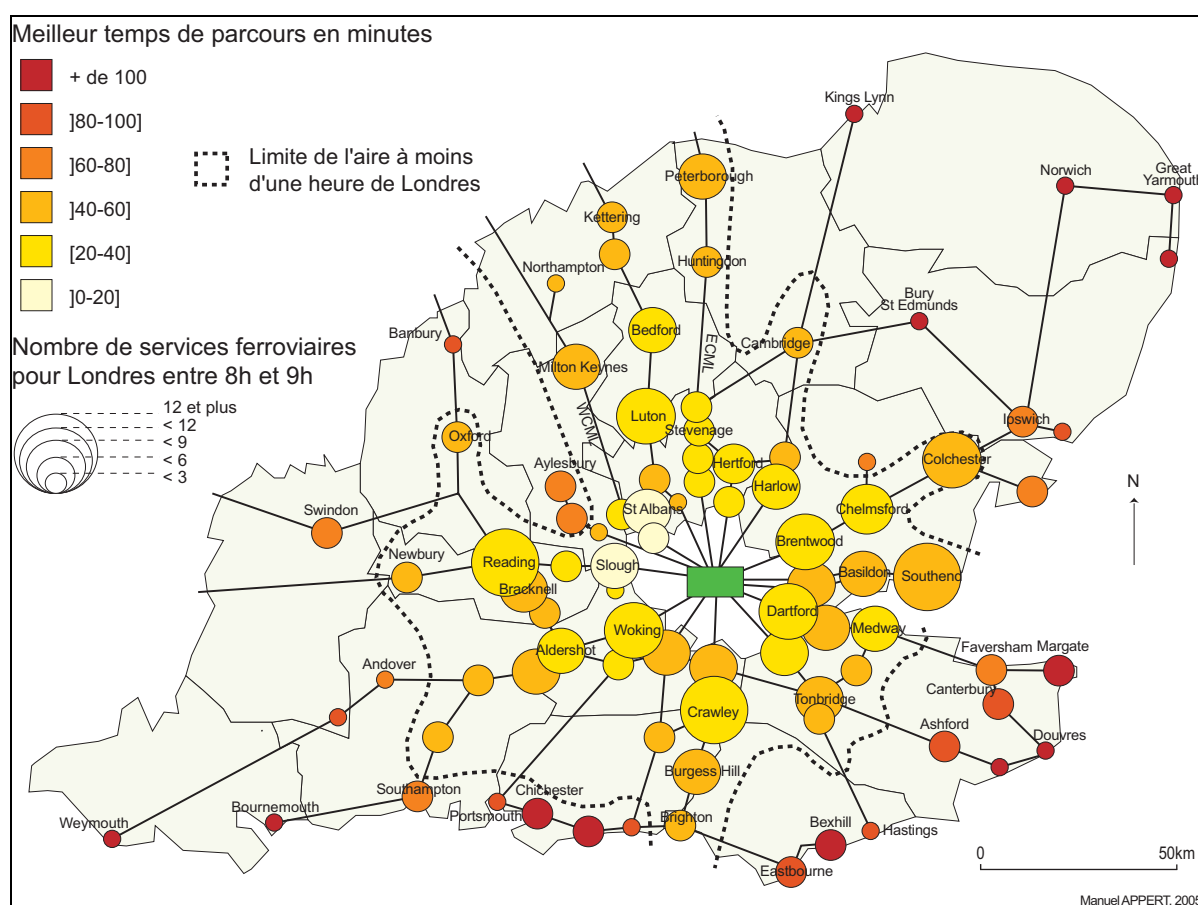 Meilleur temps de parcours en minutes
+ de 100
]80-100]
]60-80]
]40-60]
[20-40]
]0-20]
Limite de l'aire à moins
d'une heure de Londres
Nombre de services ferroviaires
pour Londres entre 8h et 9h
12 et plus
< 12
< 9
< 6
< 3
Kings Lynn
Norwich
Great
Yarmouth
Peterborough
Kettering
Huntingdon
Northampton
Bury
St Edmunds
Banbury
Bedford
ECML
Cambridge
Milton Keynes
WCML
Luton
Stevenage
Ipswich
Oxford
Colchester
Aylesbury
Hertford
Harlow
N
Swindon
St Albans
Chelmsford
Brentwood
Newbury
Reading
Slough
Basildon
Southend
Bracknell
Dartford
Woking
Medway
Aldershot
Faversham
Margate
Andover
Tonbridge
Canterbury
Crawley
Ashford
Douvres
Burgess Hill
Southampton
Chichester
Bournemouth
Portsmouth
Brighton
Weymouth
Bexhill
Hastings
Eastbourne
0
50km
Manuel APPERT, 2005